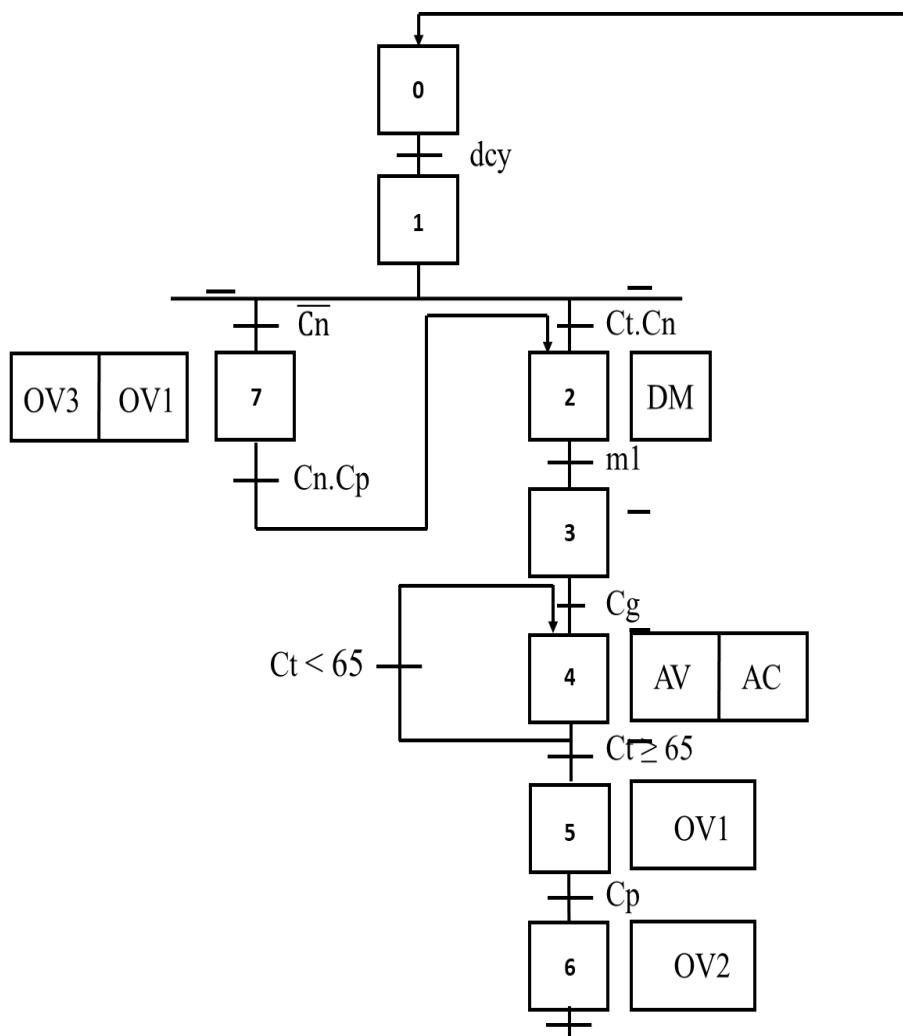 0
dcy
1
C̅n̅
Ct.Cn
OV3 OV1
7
2
DM
Cn.Cp
m1
3
Cg
Ct < 65
4
AV AC
Ct ≥ 65
5
OV1
Cp
6
OV2